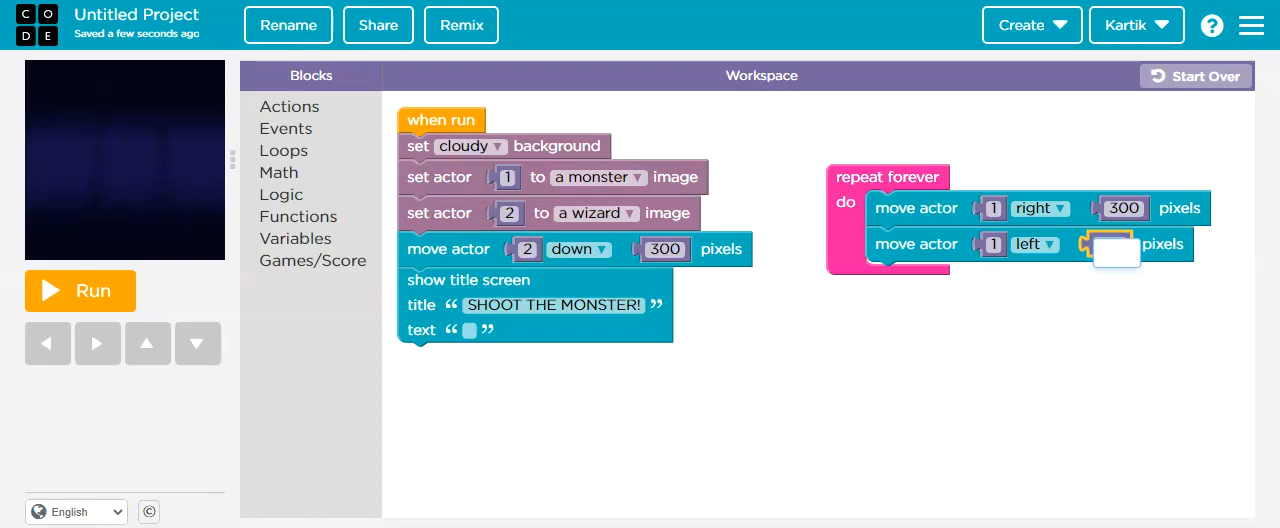 CODE
Untitled Project
Saved a few seconds ago
Rename
Share
Remix
Create
Kartik
?
Blocks
Workspace
Start Over
Actions
Events
Loops
Math
Logic
Functions
Variables
Games/Score
when run
set cloudy background
set actor 1 to a monster image
set actor 2 to a wizard image
move actor 2 down 300 pixels
show title screen
title “ SHOOT THE MONSTER! ”
text “ ”
repeat forever
do move actor 1 right 300 pixels
move actor 1 left pixels
Run
English
©